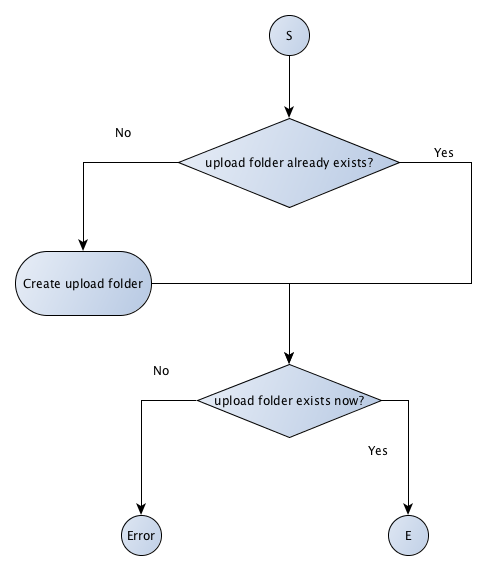 S
No
Yes
upload folder already exists?
Create upload folder
No
upload folder exists now?
Yes
Error
E